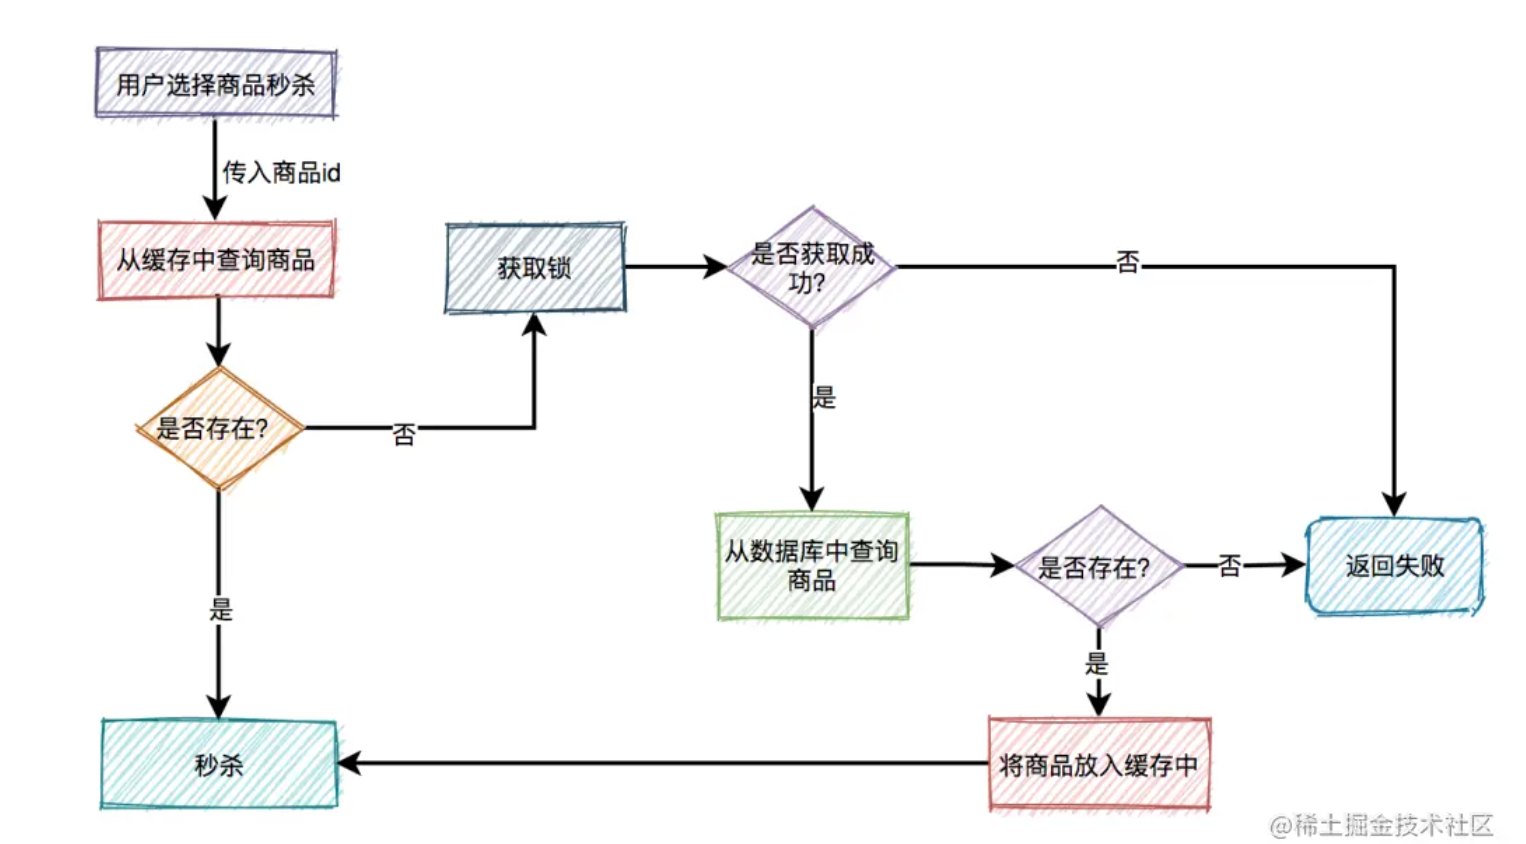 用户选择商品秒杀
传入商品id
从缓存中查询商品
是否存在?
否
是
秒杀
获取锁
是否获取成
功?
否
是
从数据库中查询
商品
是否存在?
否
返回失败
是
将商品放入缓存中
@稀土掘金技术社区